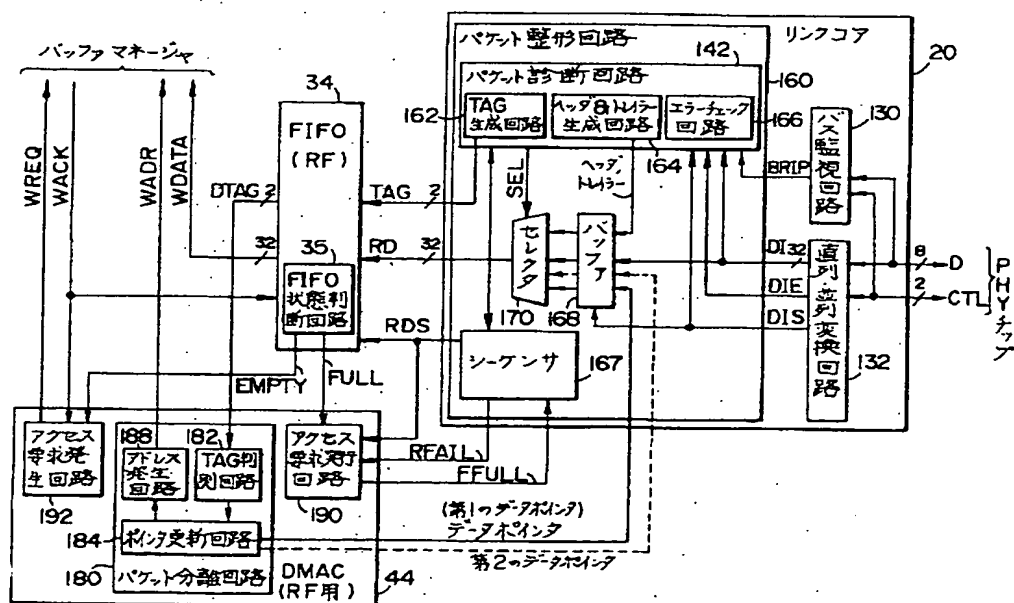 バッファマネージャ
WREQ
WACK
WADR
WDATA
34
FIFO
(RF)
DTAG 2
32
35
FIFO
状態判
断回路
EMPTY
FULL
TAG 2
RD 32
RDS
パケット整形回路
リンクコア
142
160
20
パケット診断回路
162
TAG
生成回路
ヘッダ&トレイラー
生成回路
164
エラーチェック
回路
166
SEL
ヘッダ,
トレイラー
セレクタ
170
バッファ
168
シーケンサ
167
BRIP
130
バス監視回路
DI 32
DIE
DIS
直列・並列変換回路
132
8
D
2
CTL
PHYチップ
アクセス
要求発
生回路
192
188
アドレス
発生
回路
182
TAG判
別回路
184
ポインタ更新回路
180
パケット分離回路
DMAC
(RF用)
44
アクセス
要求実行
回路
190
RFAIL
FFULL
(第1のデータポインタ)
データポインタ
第2のデータポインタ